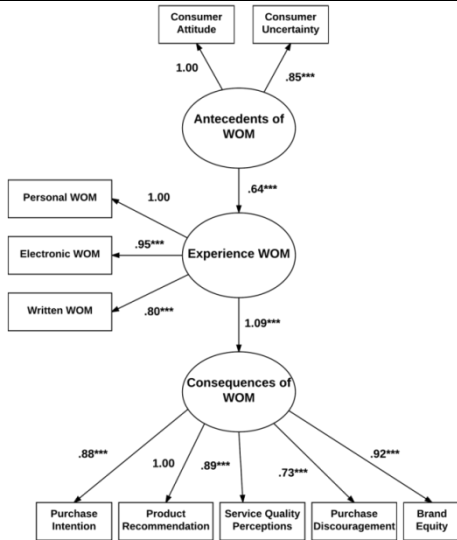 Consumer
Attitude
Consumer
Uncertainty
1.00
.85***
Antecedents of
WOM
.64***
Personal WOM
1.00
Electronic WOM
.95***
Experience WOM
Written WOM
.80***
1.09***
Consequences of
WOM
.88***
1.00
.89***
.73***
.92***
Purchase
Intention
Product
Recommendation
Service Quality
Perceptions
Purchase
Discouragement
Brand
Equity